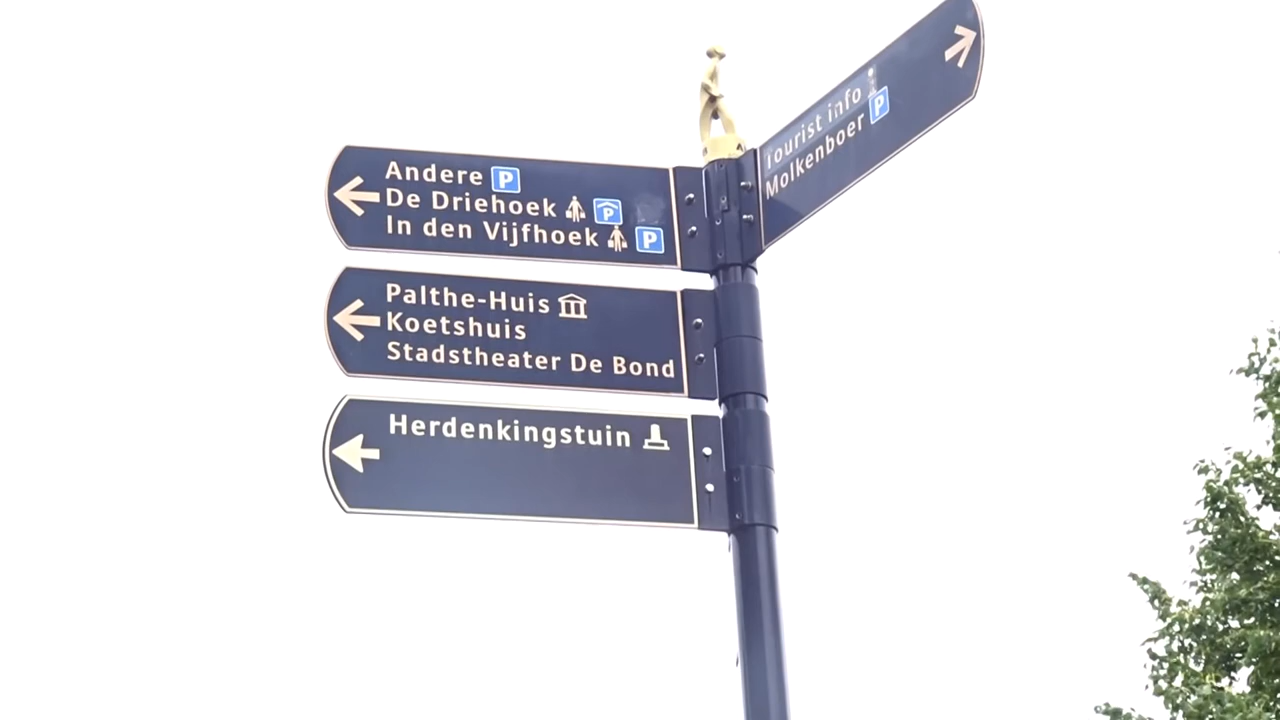 Andere P
De Driehoek P
In den Vijfhoek P
Palthe-Huis
Koetshuis
Stadstheater De Bond
Herdenkingstuin
Tourist info
Molkenboer P